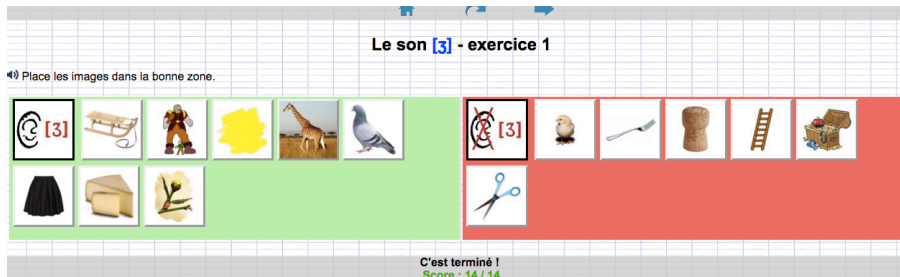 Le son [ʒ] - exercice 1
Place les images dans la bonne zone.
[ʒ]
[ʒ]
C'est terminé !
Score : 14 / 14